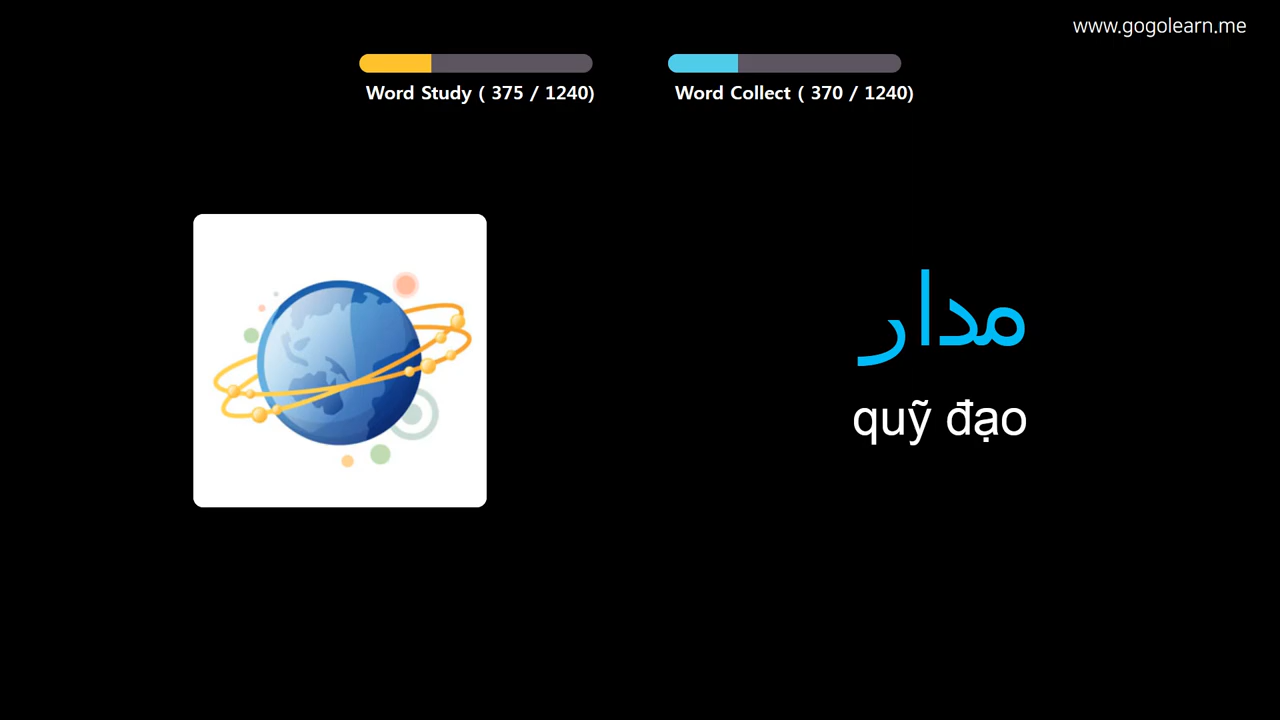 www.gogolearn.me
Word Study ( 375 / 1240)
Word Collect ( 370 / 1240)
مدار
quỹ đạo